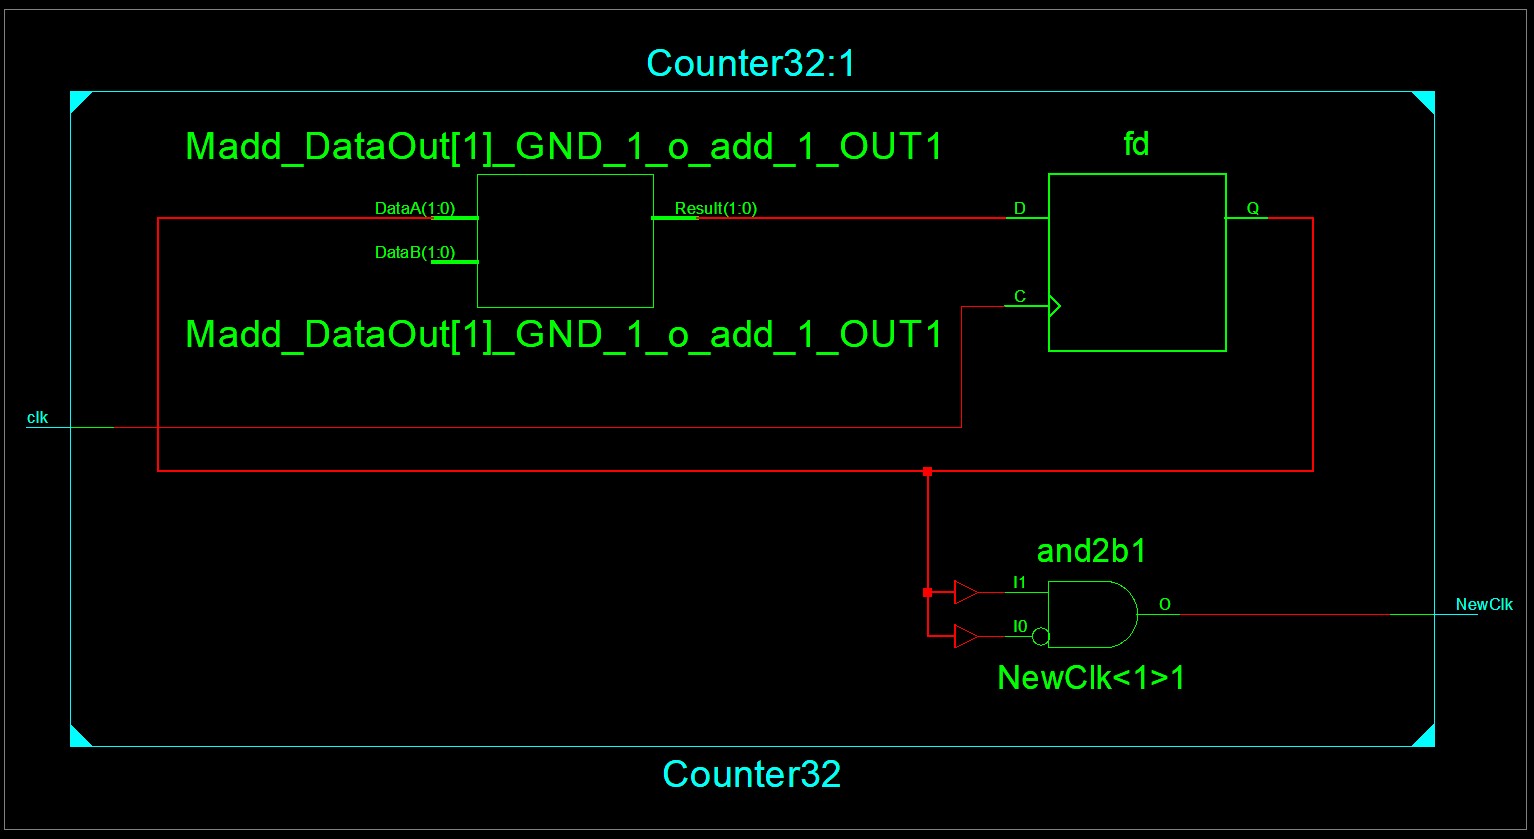 Counter32:1
Madd_DataOut[1]_GND_1_o_add_1_OUT1
fd
DataA(1:0)
Result(1:0)
D
Q
DataB(1:0)
C
Madd_DataOut[1]_GND_1_o_add_1_OUT1
clk
and2b1
I1
O
NewClk
I0
NewClk<1>1
Counter32